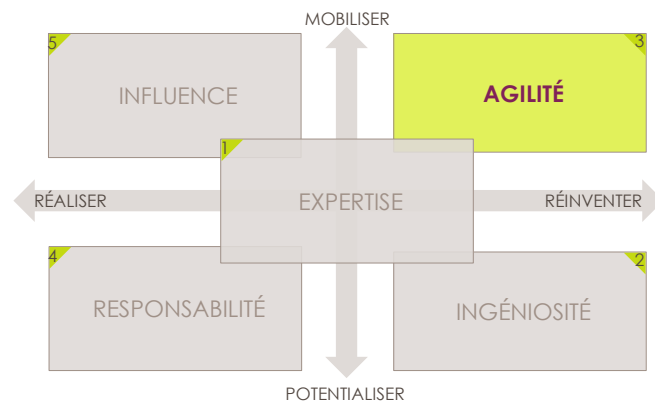 MOBILISER
5
3
INFLUENCE
AGILITÉ
1
RÉALISER
EXPERTISE
RÉINVENTER
4
2
RESPONSABILITÉ
INGÉNIOSITÉ
POTENTIALISER